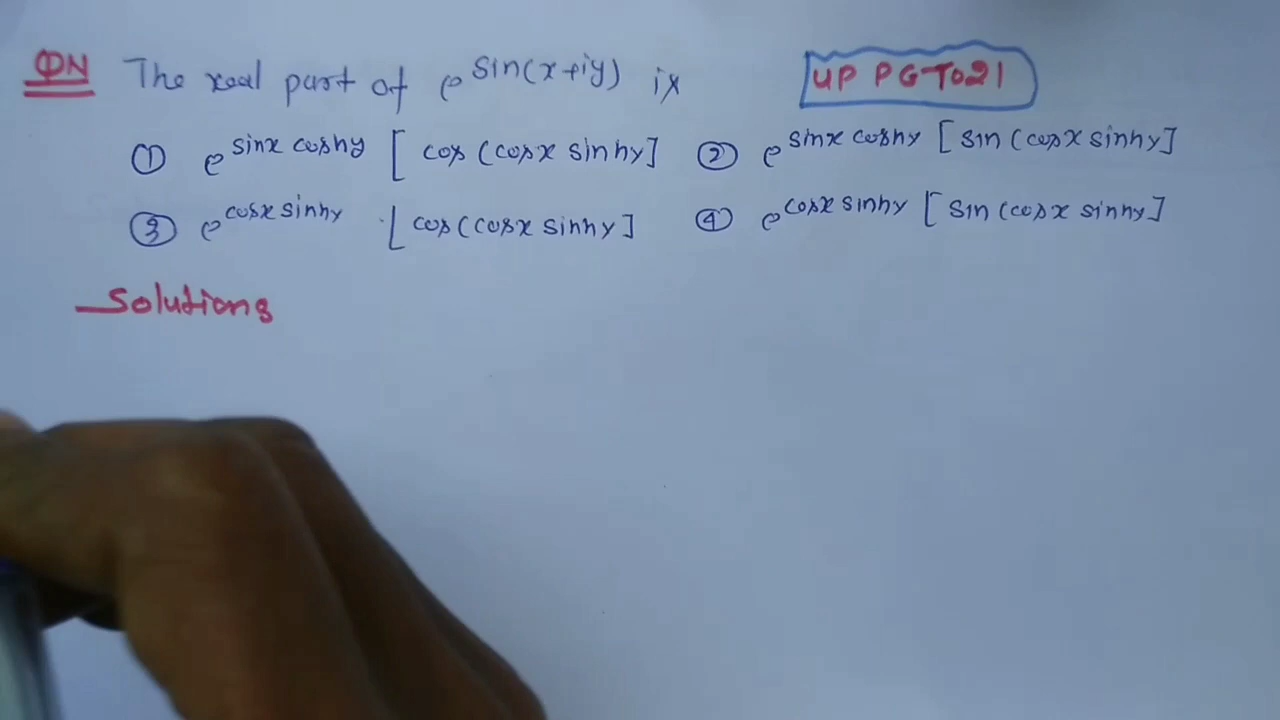 QN The real part of e^sin(x+iy) is UP PGT 021
① e^sinx coshy [cos (cosx sinhy] ② e^sinx coshy [sin (cosx sinhy]
③ e^cosx sinhy [cos (cosx sinhy] ④ e^cosx sinhy [sin (cosx sinhy]
Solutions